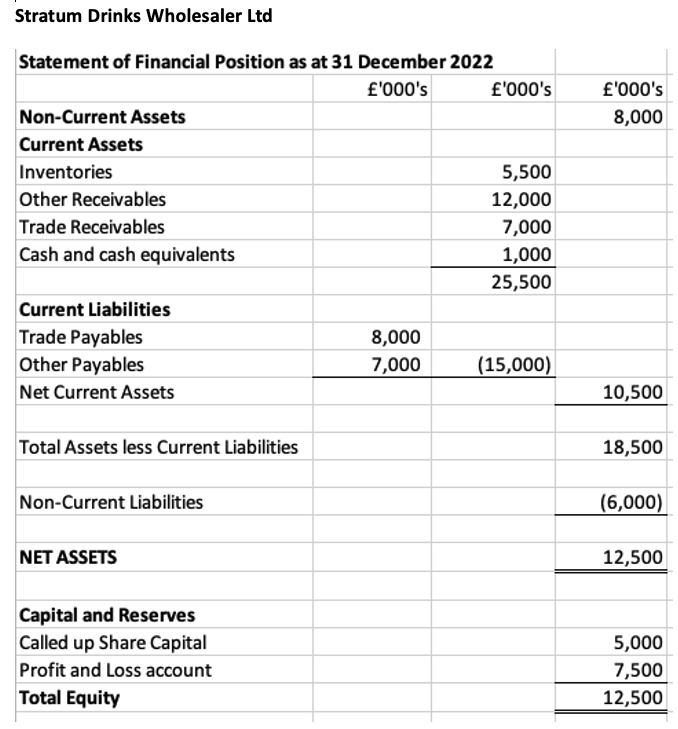 Stratum Drinks Wholesaler Ltd
Statement of Financial Position as at 31 December 2022
£'000's £'000's £'000's
Non-Current Assets 8,000
Current Assets
Inventories 5,500
Other Receivables 12,000
Trade Receivables 7,000
Cash and cash equivalents 1,000
25,500
Current Liabilities
Trade Payables 8,000
Other Payables 7,000 (15,000)
Net Current Assets 10,500
Total Assets less Current Liabilities 18,500
Non-Current Liabilities (6,000)
NET ASSETS 12,500
Capital and Reserves
Called up Share Capital 5,000
Profit and Loss account 7,500
Total Equity 12,500